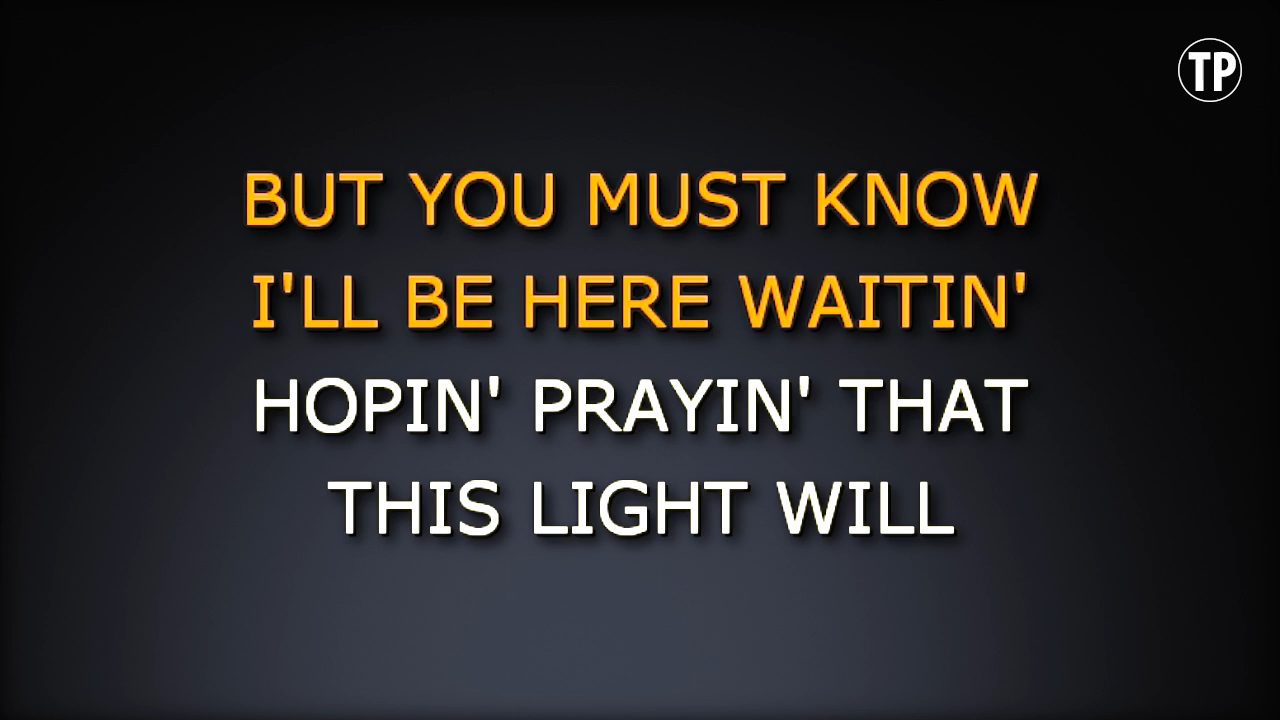 TP
BUT YOU MUST KNOW
I'LL BE HERE WAITIN'
HOPIN' PRAYIN' THAT
THIS LIGHT WILL